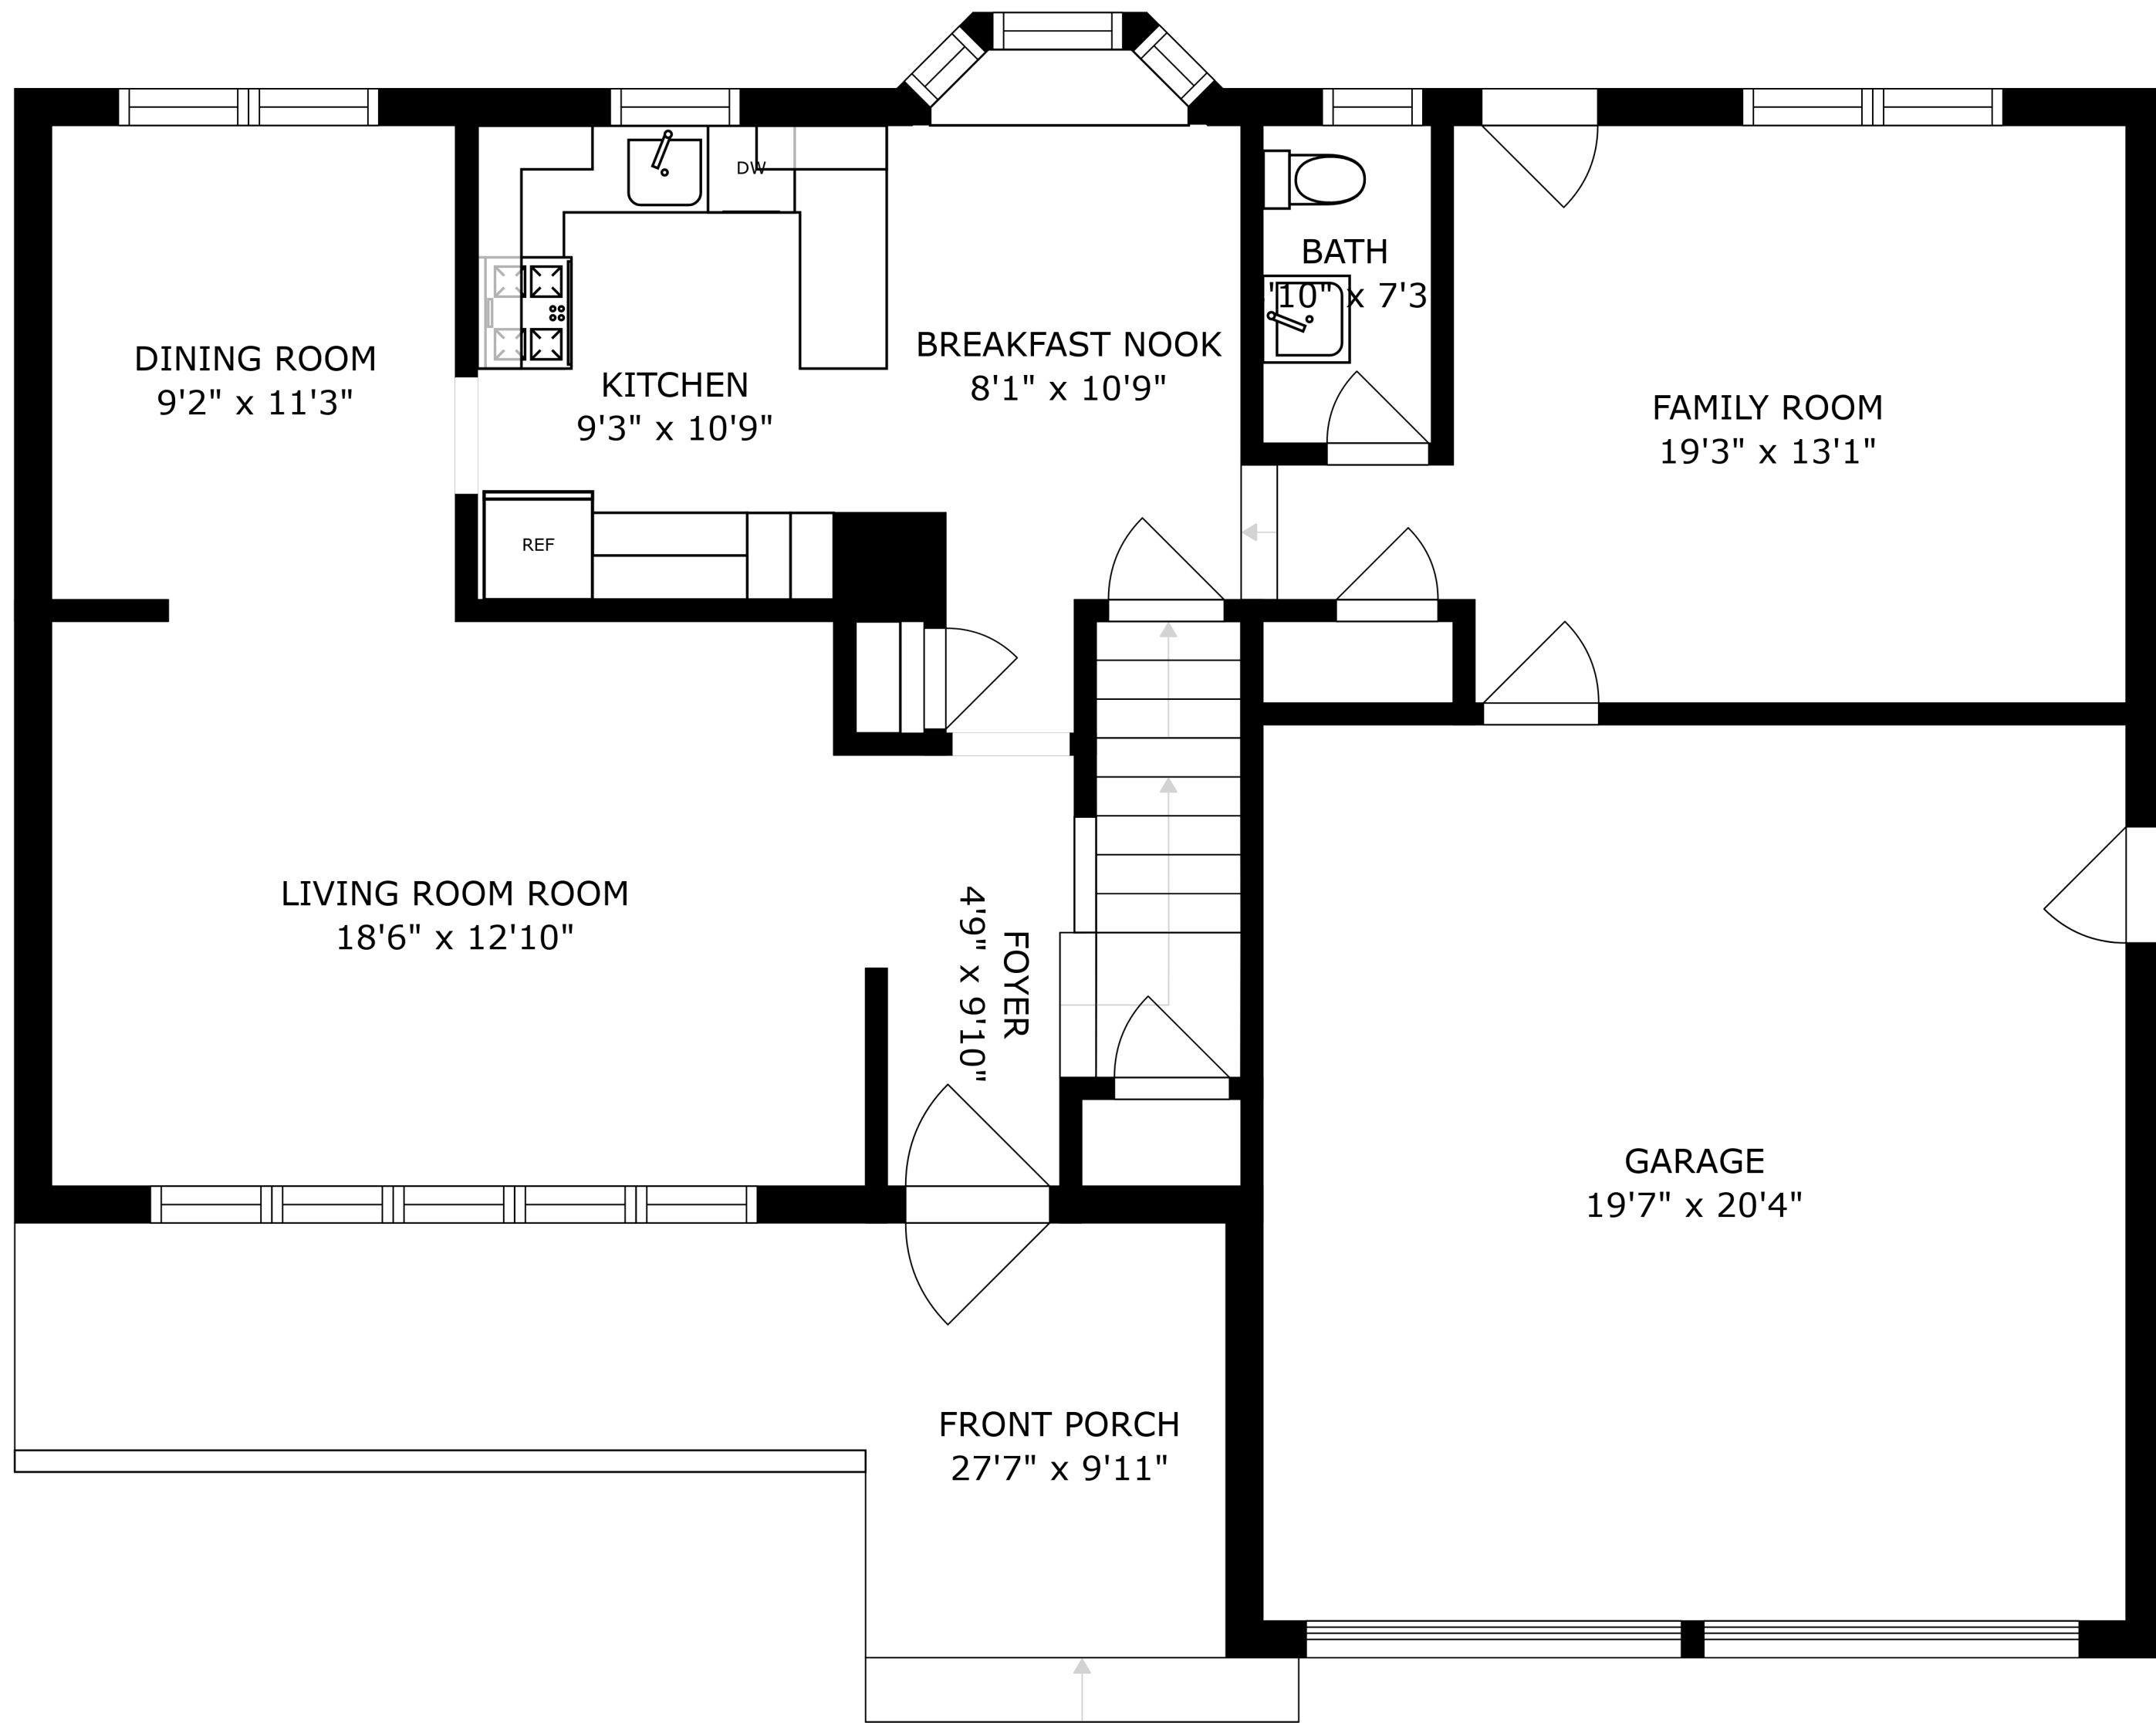 DW
BATH
'10" x 7'3
BREAKFAST NOOK
8'1" x 10'9"
DINING ROOM
9'2" x 11'3"
KITCHEN
9'3" x 10'9"
FAMILY ROOM
19'3" x 13'1"
REF
LIVING ROOM ROOM
18'6" x 12'10"
FOYER
4'9" x 9'10"
GARAGE
19'7" x 20'4"
FRONT PORCH
27'7" x 9'11"